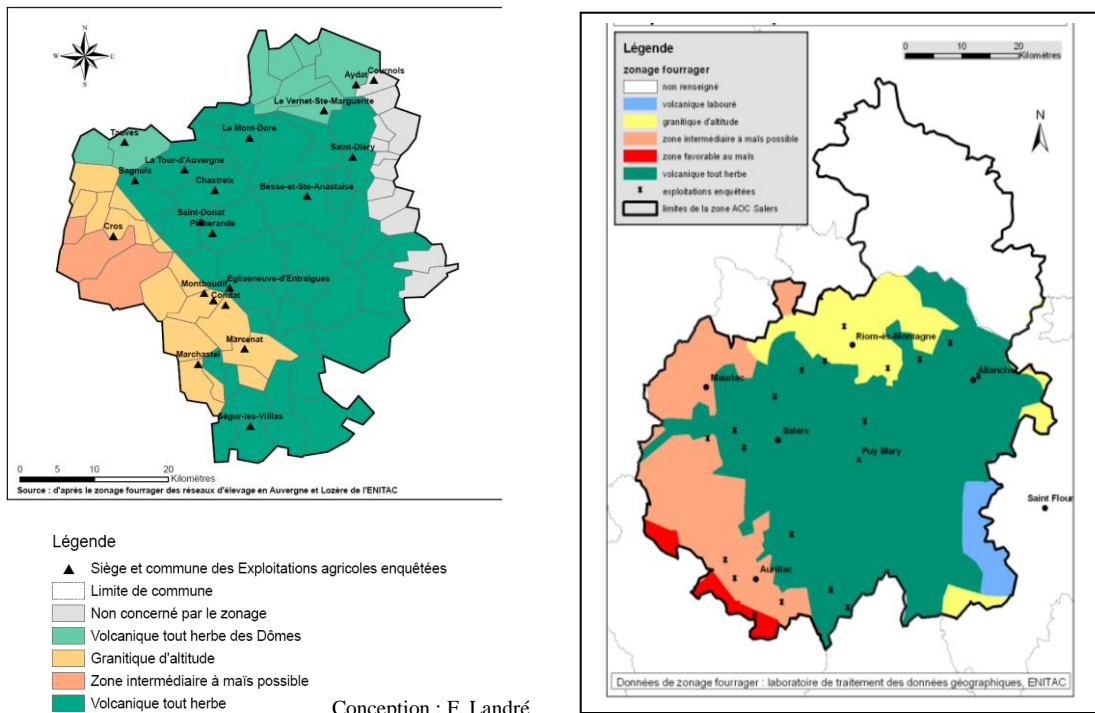 N
W
E
S
Aydat
Cournols
Le Vernet-Ste-Marguerite
Tauves
Le Mont-Dore
Saint-Diéry
La Tour-d'Auvergne
Bagnols
Chastreix
Besse-et-Ste-Anastaise
Saint-Donat
Picherande
Cros
Egliseneuve-d'Entraigues
Montboudif
Condat
Marcenat
Marchastel
Ségur-les-Villas
0 5 10 20
Kilomètres
Source : d'après le zonage fourrager des réseaux d'élevage en Auvergne et Lozère de l'ENITAC
Légende
Siège et commune des Exploitations agricoles enquêtées
Limite de commune
Non concerné par le zonage
Volcanique tout herbe des Dômes
Granitique d'altitude
Zone intermédiaire à maïs possible
Volcanique tout herbe
Conception : F. Landré
Légende
zonage fourrager
non renseigné
volcanique labouré
granitique d'altitude
zone intermédiaire à maïs possible
zone favorable au maïs
volcanique tout herbe
exploitations enquêtées
limites de la zone AOC Salers
0 10 20
Kilomètres
N
Riom-ès-Montagne
Mauriac
Allanche
Salers
Puy Mary
Saint Flour
Aurillac
Données de zonage fourrager : laboratoire de traitement des données géographiques, ENITAC